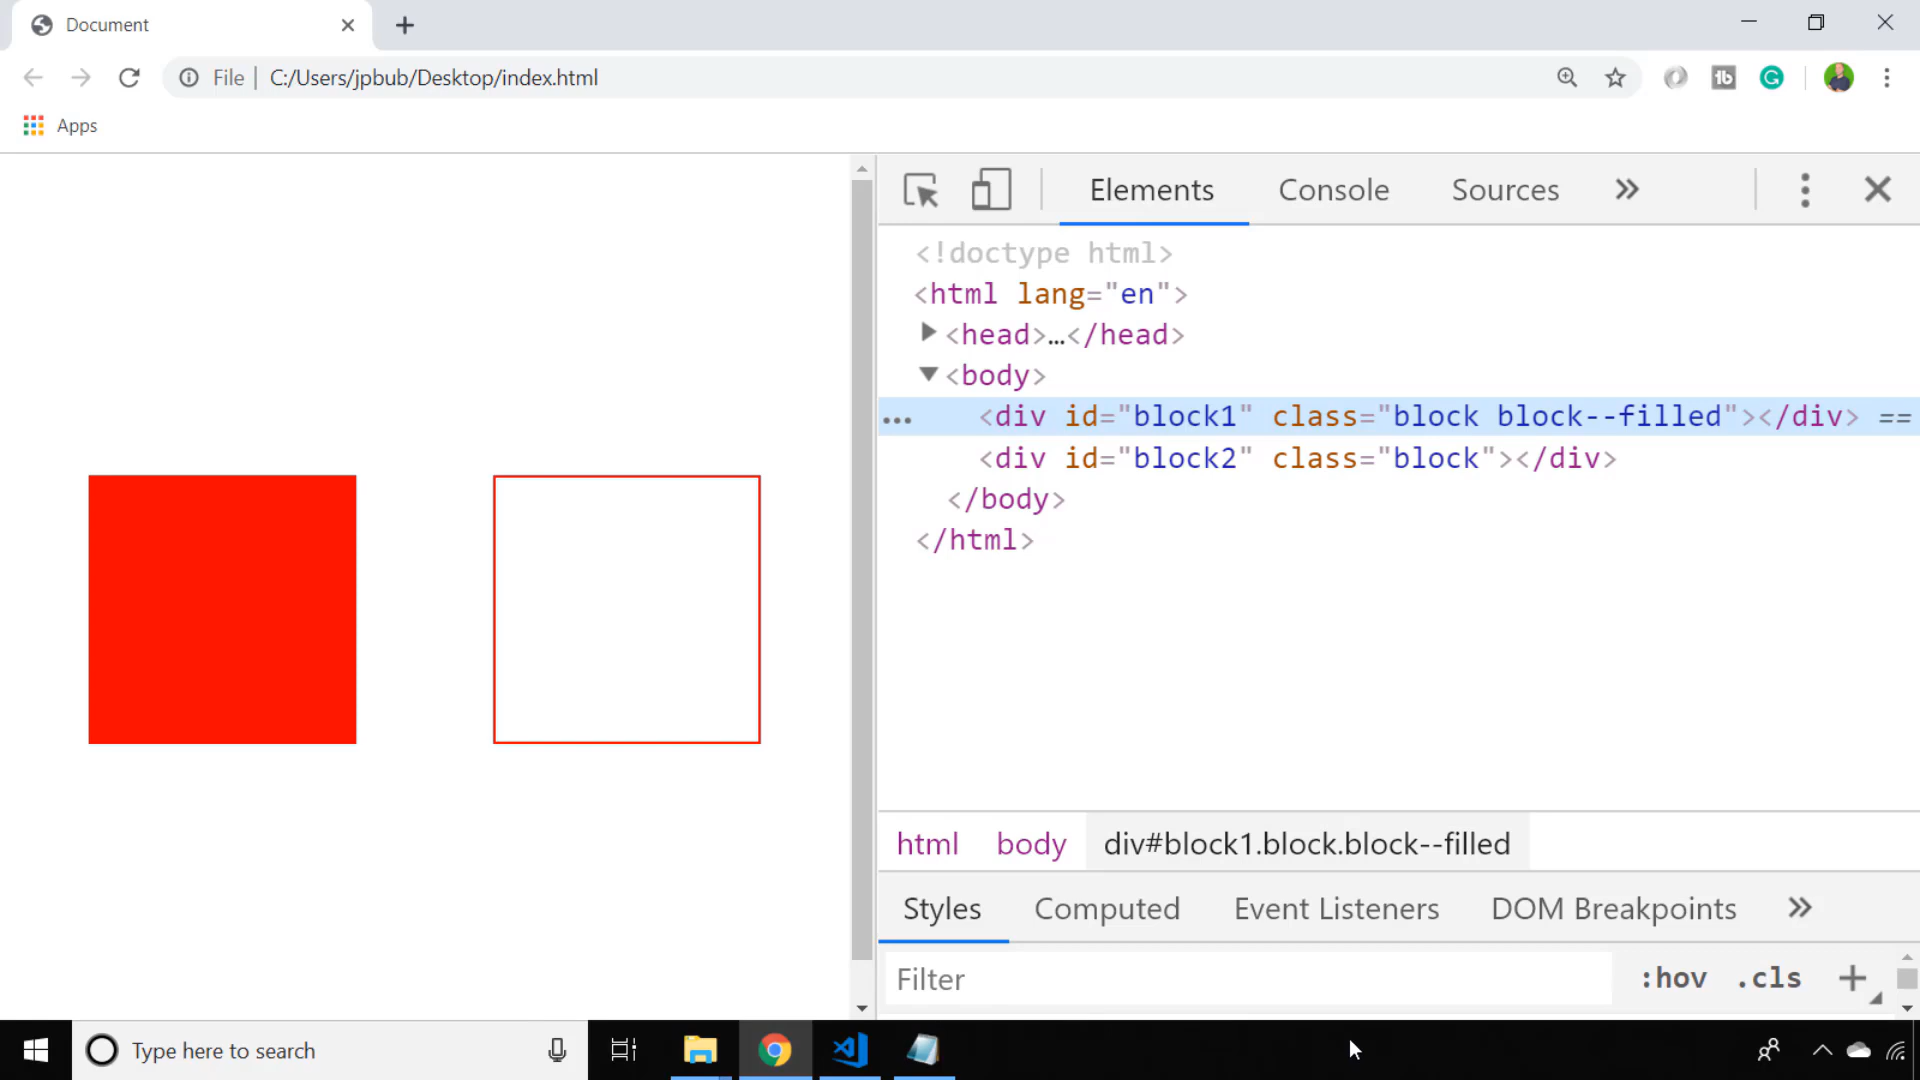 Document
File C:/Users/jpbub/Desktop/index.html
Apps
Elements Console Sources »
<!doctype html>
<html lang="en">
<head>…</head>
<body>
… <div id="block1" class="block block--filled"></div> ==
<div id="block2" class="block"></div>
</body>
</html>
html body div#block1.block.block--filled
Styles Computed Event Listeners DOM Breakpoints »
Filter :hov .cls +
Type here to search